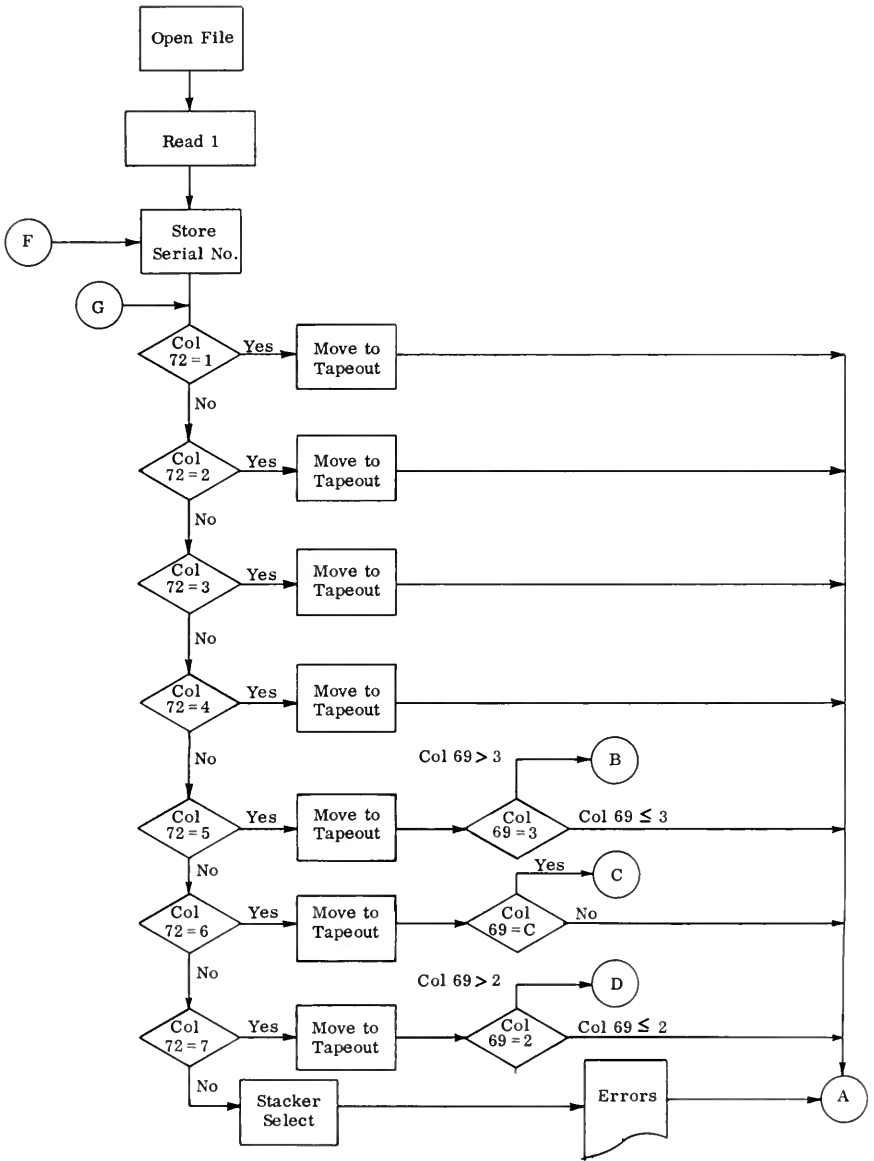 Open File
Read 1
Store
Serial No.
F
G
Col
72 = 1
Yes
Move to
Tapeout
No
Col
72 = 2
Yes
Move to
Tapeout
No
Col
72 = 3
Yes
Move to
Tapeout
No
Col
72 = 4
Yes
Move to
Tapeout
No
Col 69 > 3
B
Col
72 = 5
Yes
Move to
Tapeout
Col
69 = 3
Col 69 ≤ 3
No
Yes
C
Col
72 = 6
Yes
Move to
Tapeout
Col
69 = C
No
No
Col 69 > 2
D
Col
72 = 7
Yes
Move to
Tapeout
Col
69 = 2
Col 69 ≤ 2
No
Stacker
Select
Errors
A